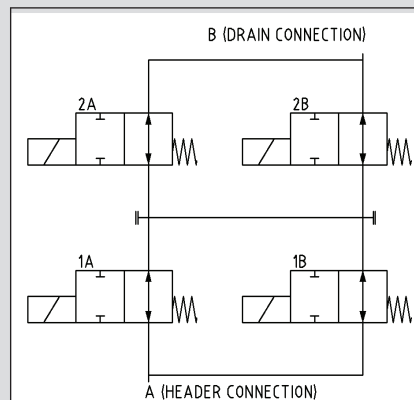 B (DRAIN CONNECTION)
2A
2B
1A
1B
A (HEADER CONNECTION)